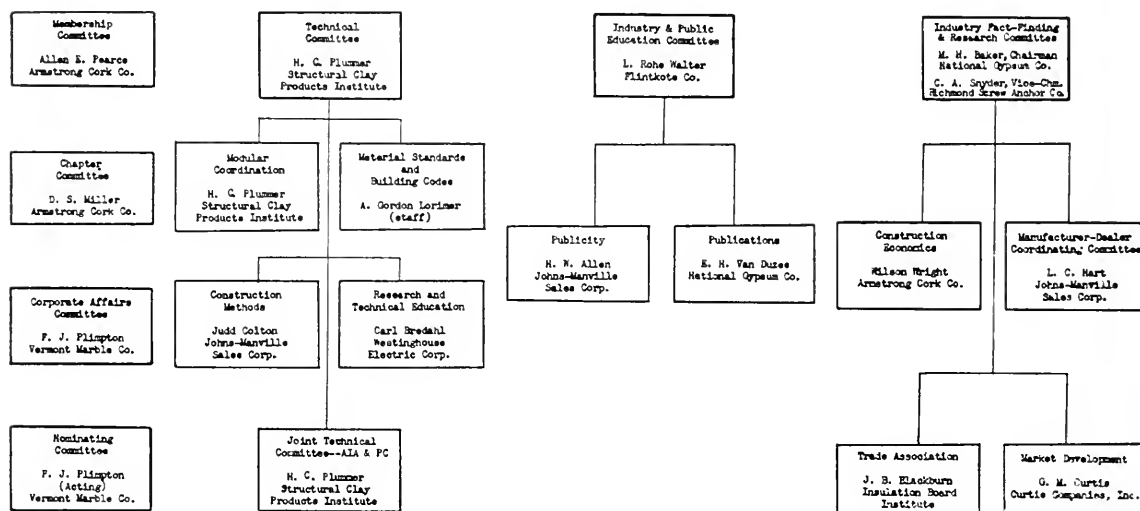 Membership
Committee
Allen E. Pearce
Armstrong Cork Co.
Technical
Committee
H. C. Plummer
Structural Clay
Products Institute
Industry & Public
Education Committee
L. Rohe Walter
Flintkote Co.
Industry Fact-Finding
& Research Committee
M. H. Baker, Chairman
National Gypsum Co.
C. A. Snyder, Vice-Chm.
Richmond Screw Anchor Co.
Chapter
Committee
D. S. Miller
Armstrong Cork Co.
Modular
Coordination
H. C. Plummer
Structural Clay
Products Institute
Material Standards
and
Building Codes
A. Gordon Lorimer
(staff)
Publicity
H. W. Allen
Johns-Manville
Sales Corp.
Publications
E. H. Van Duzee
National Gypsum Co.
Construction
Economics
Wilson Wright
Armstrong Cork Co.
Manufacturer-Dealer
Coordinating Committee
L. C. Hart
Johns-Manville
Sales Corp.
Corporate Affairs
Committee
F. J. Plimpton
Vermont Marble Co.
Construction
Methods
Judd Colton
Johns-Manville
Sales Corp.
Research and
Technical Education
Carl Bredahl
Westinghouse
Electric Corp.
Nominating
Committee
F. J. Plimpton
(Acting)
Vermont Marble Co.
Joint Technical
Committee--AIA & PC
H. C. Plummer
Structural Clay
Products Institute
Trade Association
J. B. Blackburn
Insulation Board
Institute
Market Development
G. M. Curtis
Curtis Companies, Inc.